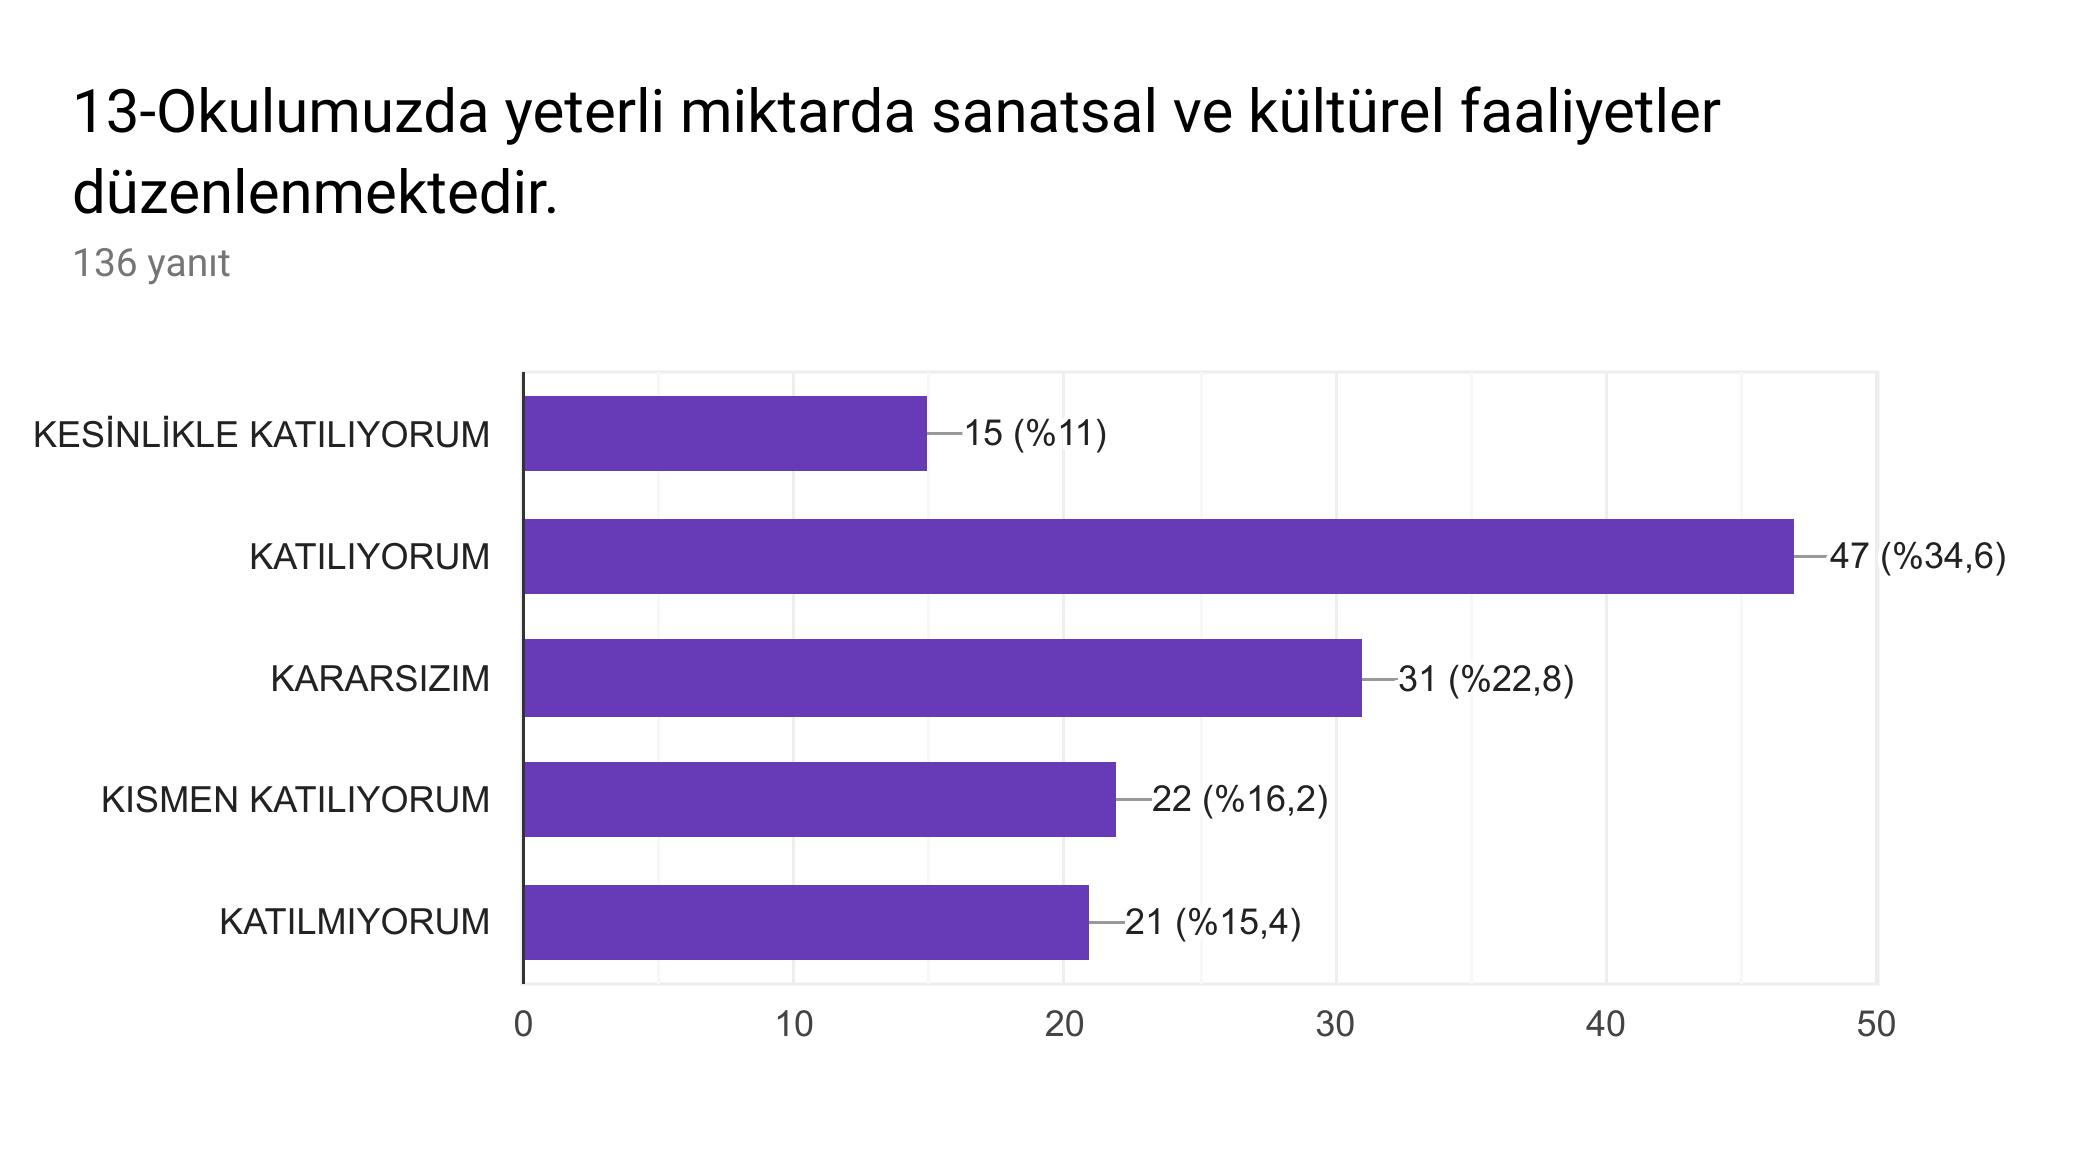 13-Okulumuzda yeterli miktarda sanatsal ve kültürel faaliyetler
düzenlenmektedir.
136 yanıt
KESİNLİKLE KATILIYORUM
15 (%11)
KATILIYORUM
47 (%34,6)
KARARSIZIM
31 (%22,8)
KISMEN KATILIYORUM
22 (%16,2)
KATILMIYORUM
21 (%15,4)
0 10 20 30 40 50